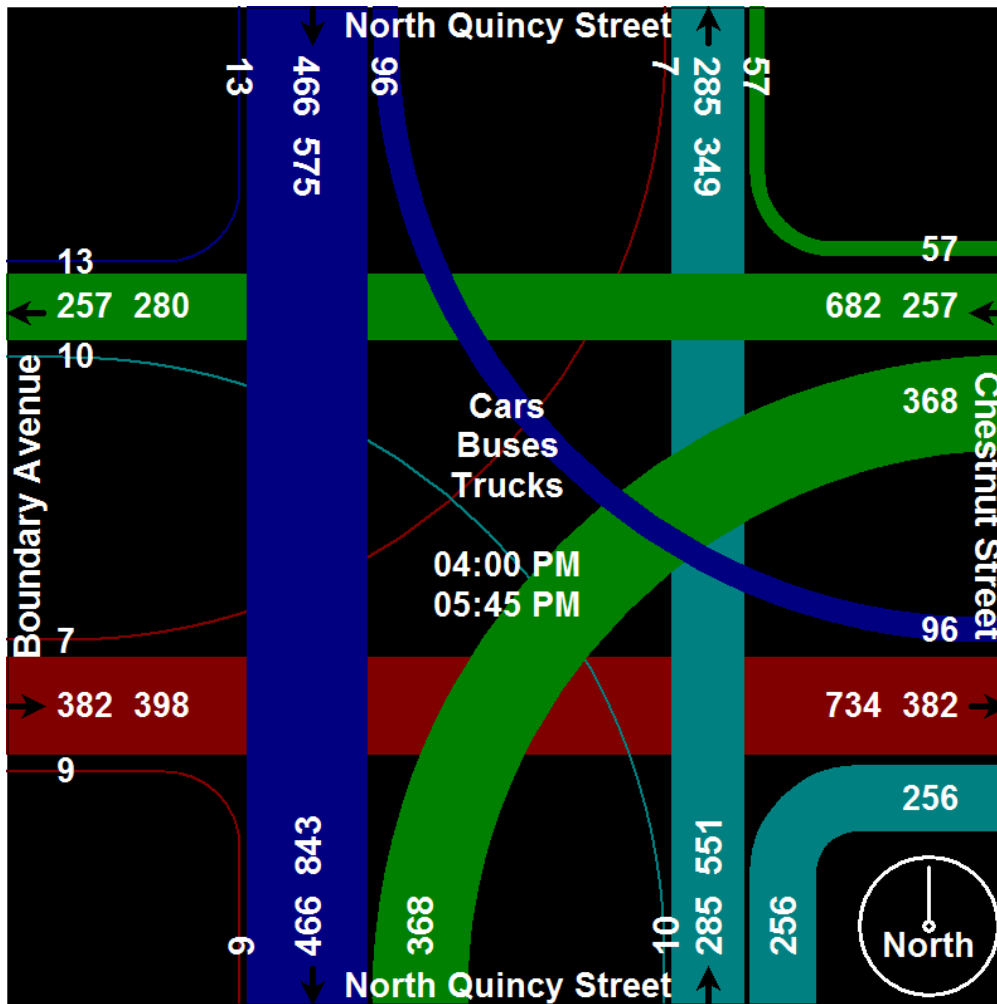 North Quincy Street
13
466 575
96
7
285 349
57
13
57
257 280
682 257
10
368
Boundary Avenue
Chestnut Street
Cars
Buses
Trucks
04:00 PM
05:45 PM
7
96
382 398
734 382
9
256
9
466 843
368
10
285 551
256
North
North Quincy Street